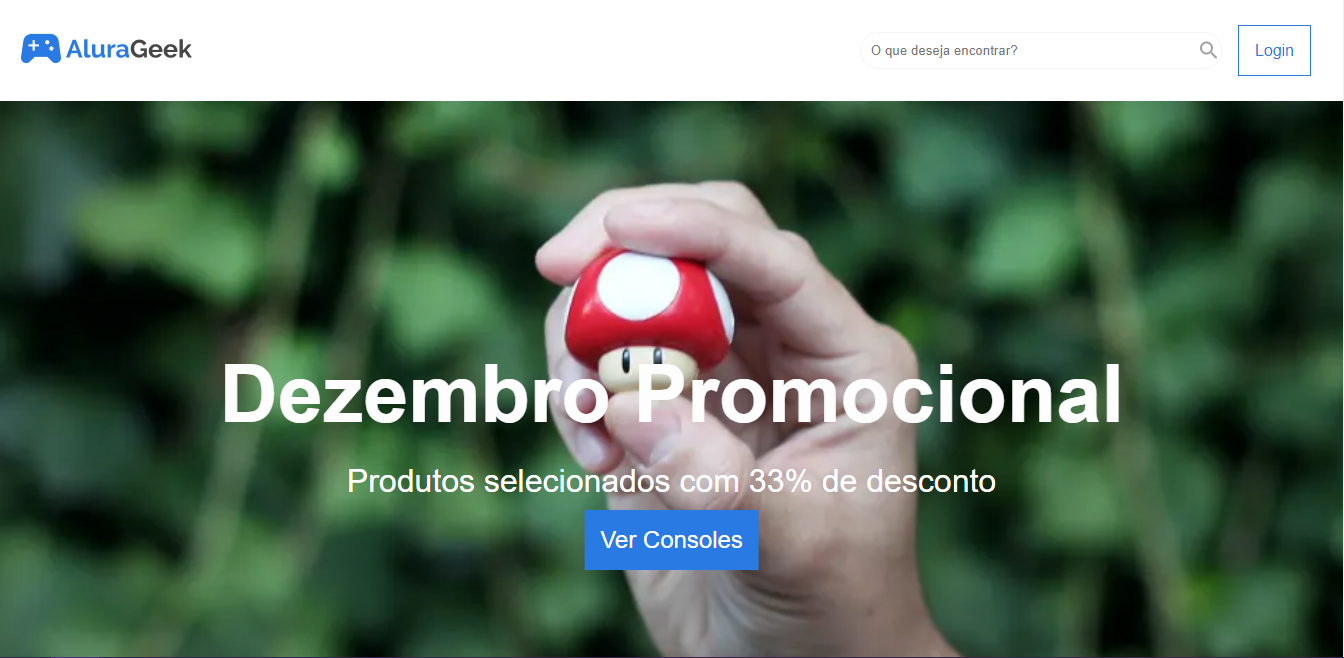 AluraGeek
O que deseja encontrar?
Login
Dezembro Promocional
Produtos selecionados com 33% de desconto
Ver Consoles